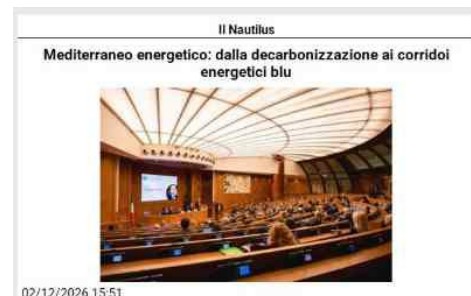 Il Nautilus
Mediterraneo energetico: dalla decarbonizzazione ai corridoi
energetici blu
02/12/2026 15:51